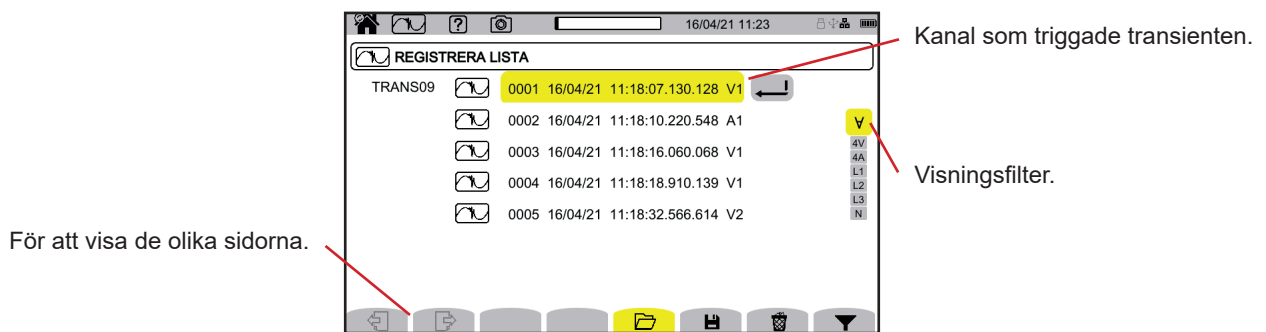 16/04/21 11:23
Kanal som triggade transienten.
REGISTRERA LISTA
TRANS09 0001 16/04/21 11:18:07.130.128 V1
0002 16/04/21 11:18:10.220.548 A1
∀
0003 16/04/21 11:18:16.060.068 V1
4V
4A
L1
0004 16/04/21 11:18:18.910.139 V1
L2
Visningsfilter.
L3
0005 16/04/21 11:18:32.566.614 V2
N
För att visa de olika sidorna.